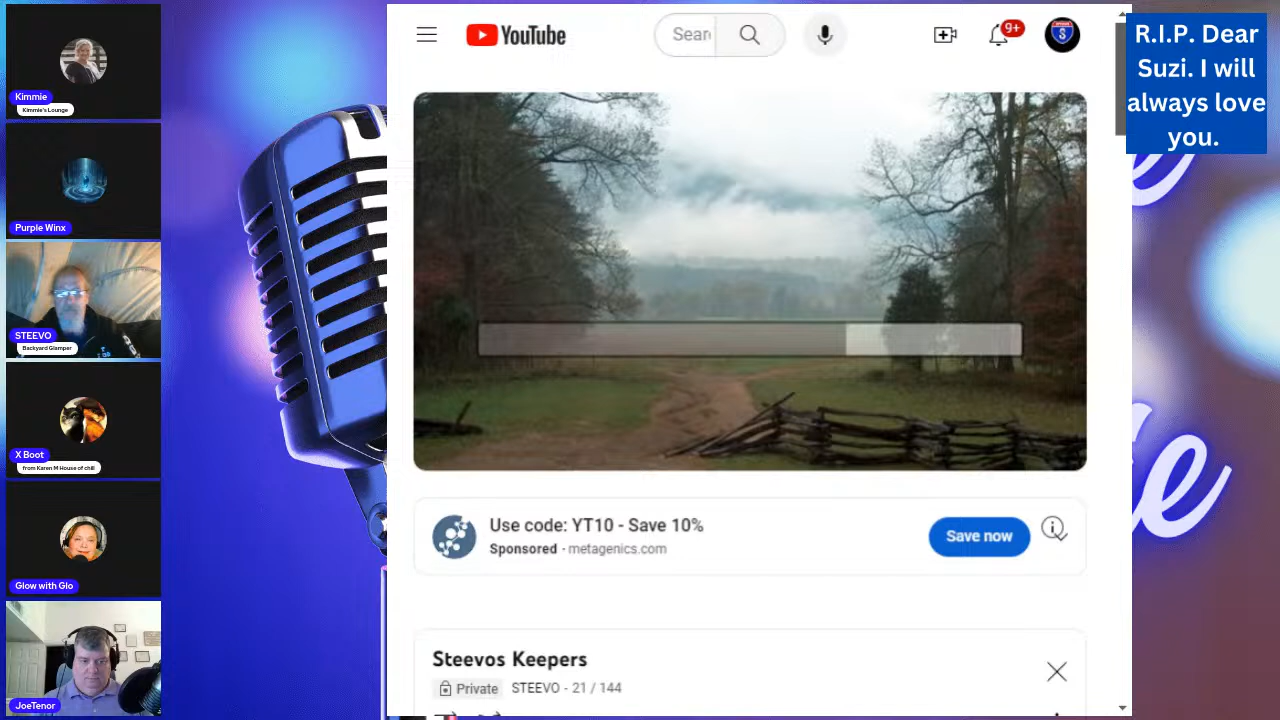 Kimmie
Kimmie's Lounge
Purple Winx
STEEVO
Backyard Glamper
X Boot
from Karen M House of chill
Glow with Glo
JoeTenor
YouTube
Sear
9+
Use code: YT10 - Save 10%
Sponsored · metagenics.com
Save now
Steevos Keepers
Private
STEEVO - 21 / 144
R.I.P. Dear
Suzi. I will
always love
you.